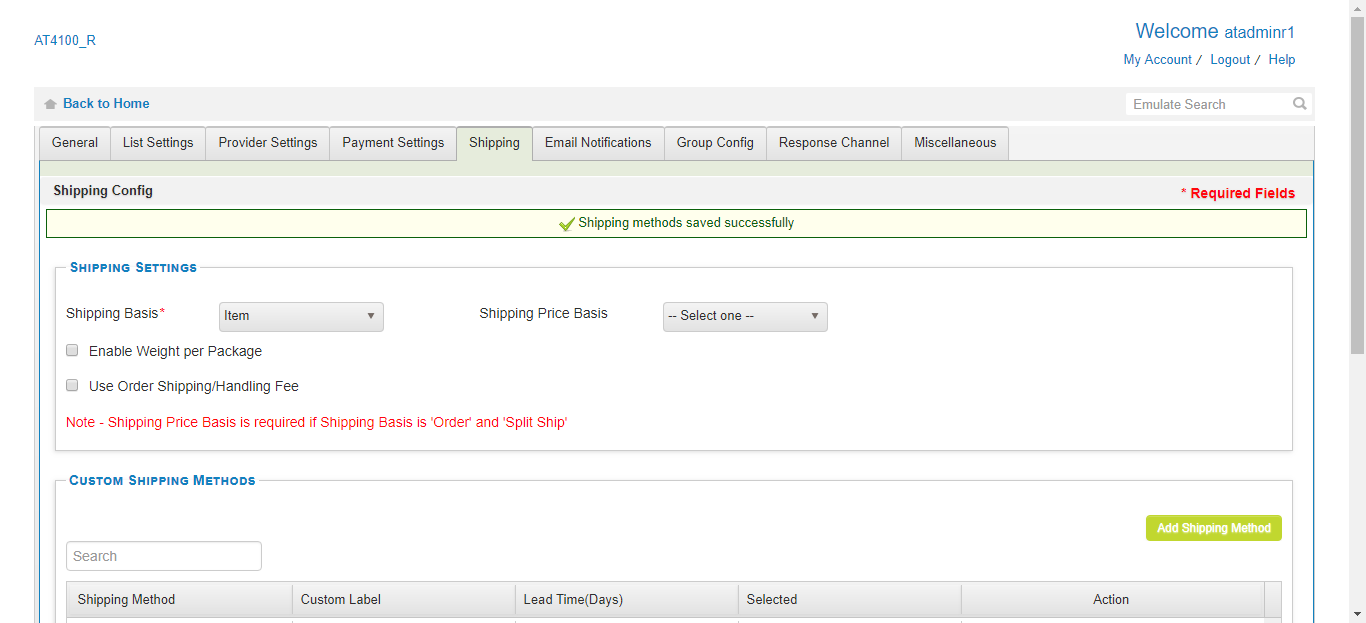 Welcome atadminr1
AT4100_R
My Account / Logout / Help
Back to Home
Emulate Search
General List Settings Provider Settings Payment Settings Shipping Email Notifications Group Config Response Channel Miscellaneous
Shipping Config
* Required Fields
Shipping methods saved successfully
Shipping Settings
Shipping Basis* Item Shipping Price Basis -- Select one --
Enable Weight per Package
Use Order Shipping/Handling Fee
Note - Shipping Price Basis is required if Shipping Basis is 'Order' and 'Split Ship'
Custom Shipping Methods
Add Shipping Method
Search
Shipping Method Custom Label Lead Time(Days) Selected Action